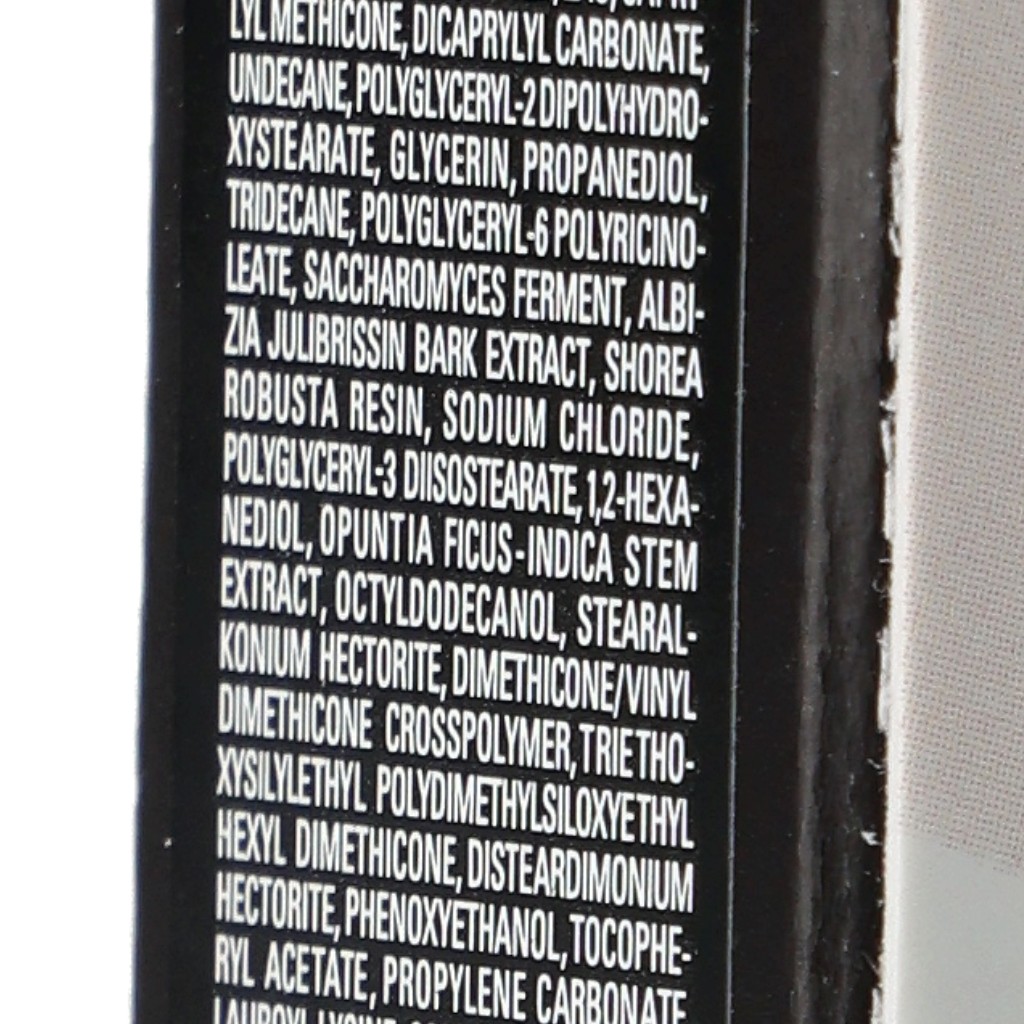 LYL METHICONE, DICAPRYLYL CARBONATE,
UNDECANE, POLYGLYCERYL-2 DIPOLYHYDRO-
XYSTEARATE, GLYCERIN, PROPANEDIOL,
TRIDECANE, POLYGLYCERYL-6 POLYRICINO-
LEATE, SACCHAROMYCES FERMENT, ALBI-
ZIA JULIBRISSIN BARK EXTRACT, SHOREA
ROBUSTA RESIN, SODIUM CHLORIDE,
POLYGLYCERYL-3 DIISOSTEARATE, 1,2-HEXA-
NEDIOL, OPUNTIA FICUS-INDICA STEM
EXTRACT, OCTYLDODECANOL, STEARAL-
KONIUM HECTORITE, DIMETHICONE/VINYL
DIMETHICONE CROSSPOLYMER, TRIETHO-
XYSILYLETHYL POLYDIMETHYLSILOXYETHYL
HEXYL DIMETHICONE, DISTEARDIMONIUM
HECTORITE, PHENOXYETHANOL, TOCOPHE-
RYL ACETATE, PROPYLENE CARBONATE
LAUROYL LYSINE,